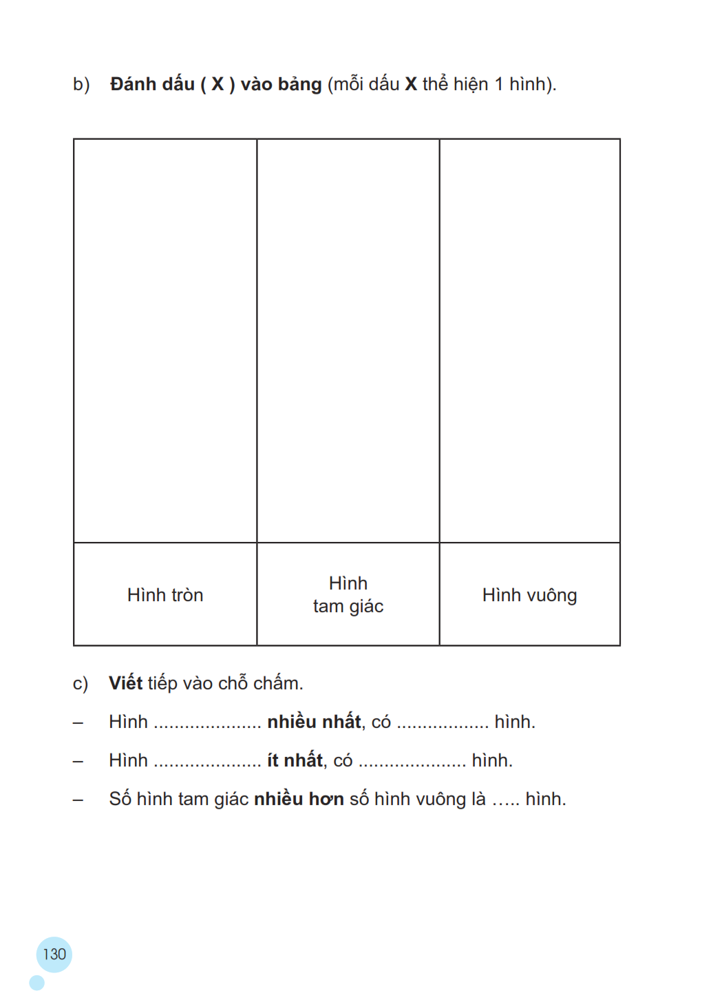 b) Đánh dấu ( X ) vào bảng (mỗi dấu X thể hiện 1 hình).
Hình tròn
Hình
tam giác
Hình vuông
c) Viết tiếp vào chỗ chấm.
– Hình ..................... nhiều nhất, có .................. hình.
– Hình ..................... ít nhất, có ..................... hình.
– Số hình tam giác nhiều hơn số hình vuông là ….. hình.
130